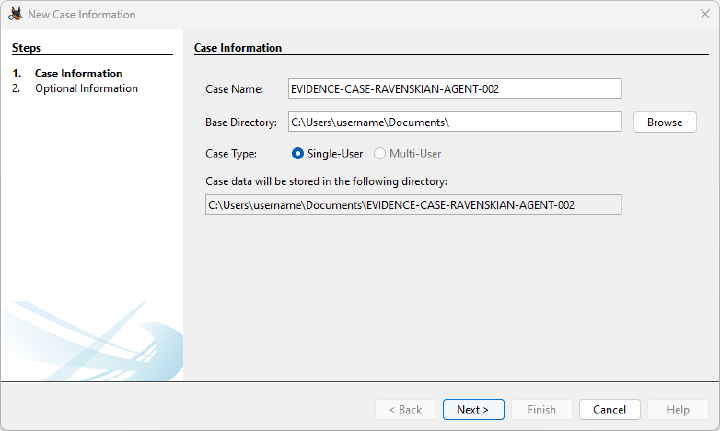 New Case Information
Steps
1. Case Information
2. Optional Information
Case Information
Case Name: EVIDENCE-CASE-RAVENSKIAN-AGENT-002
Base Directory: C:\Users\username\Documents\ Browse
Case Type: Single-User Multi-User
Case data will be stored in the following directory:
C:\Users\username\Documents\EVIDENCE-CASE-RAVENSKIAN-AGENT-002
< Back Next > Finish Cancel Help